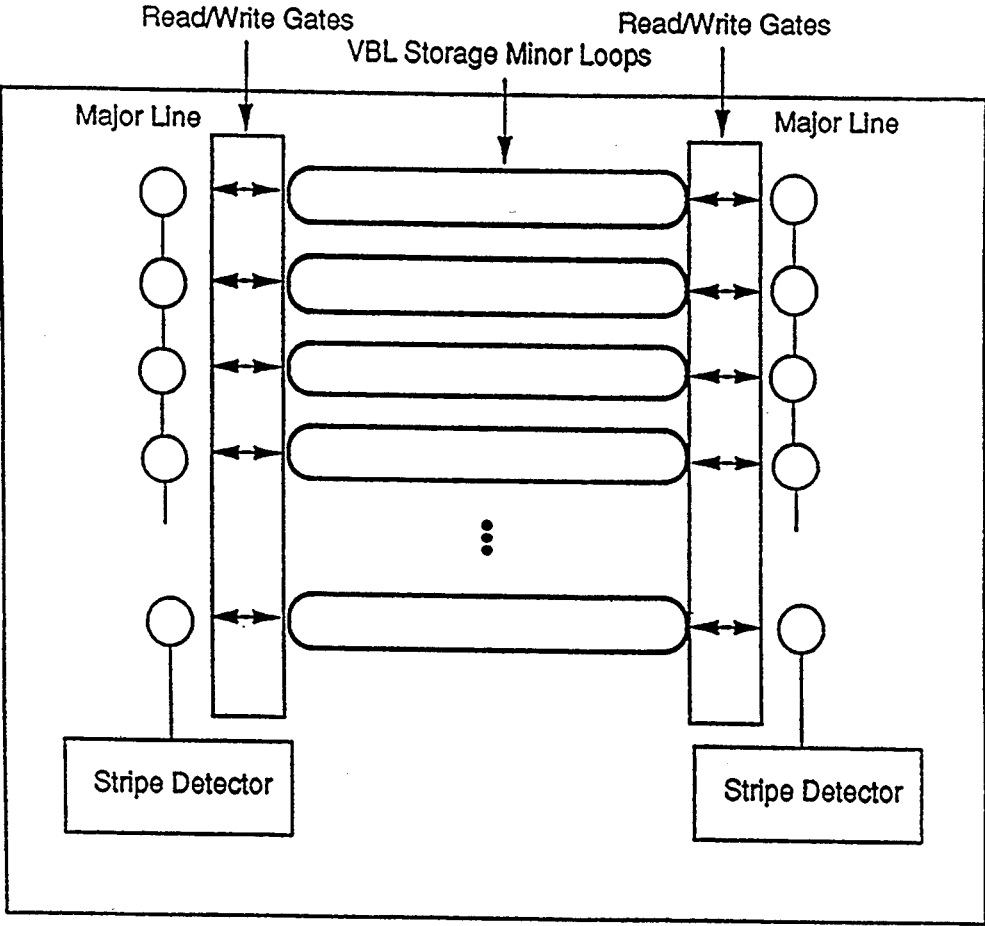 Read/Write Gates
Read/Write Gates
VBL Storage Minor Loops
Major Line
Major Line
Stripe Detector
Stripe Detector